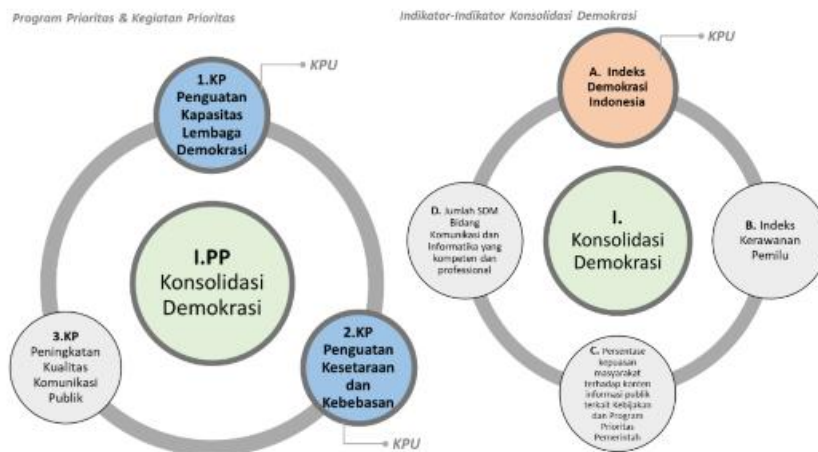 Program Prioritas & Kegiatan Prioritas
KPU
1.KP
Penguatan
Kapasitas
Lembaga
Demokrasi
I.PP
Konsolidasi
Demokrasi
3.KP
Peningkatan
Kualitas
Komunikasi
Publik
2.KP
Penguatan
Kesetaraan
dan
Kebebasan
KPU
Indikator-Indikator Konsolidasi Demokrasi
KPU
A. Indeks
Demokrasi
Indonesia
D. Jumlah SDM
Bidang
Komunikasi dan
Informatika yang
kompeten dan
professional
I.
Konsolidasi
Demokrasi
B. Indeks
Kerawanan
Pemilu
C. Persentase
kepuasan
masyarakat
terhadap konten
informasi publik
terkait Kebijakan
dan Program
Prioritas
Pemerintah